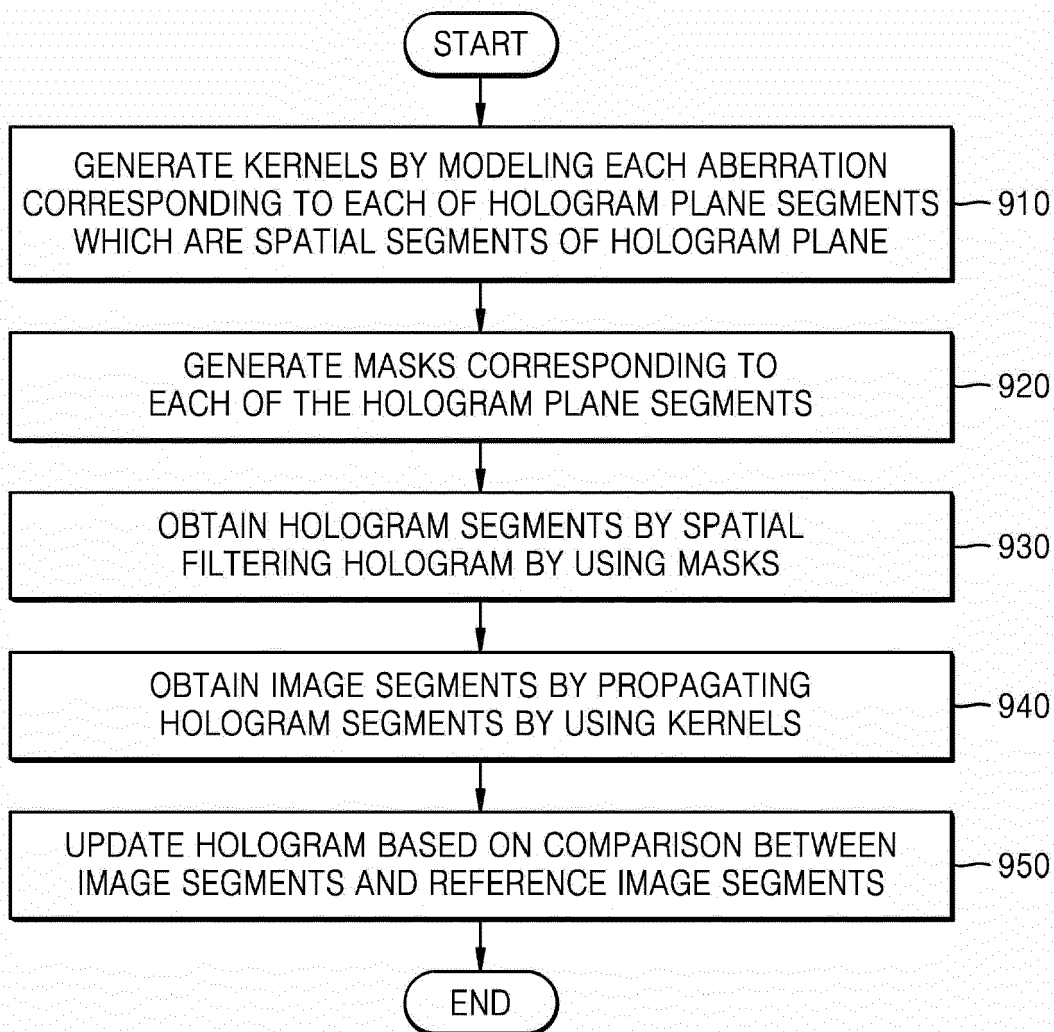 START
GENERATE KERNELS BY MODELING EACH ABERRATION
CORRESPONDING TO EACH OF HOLOGRAM PLANE SEGMENTS
WHICH ARE SPATIAL SEGMENTS OF HOLOGRAM PLANE
910
GENERATE MASKS CORRESPONDING TO
EACH OF THE HOLOGRAM PLANE SEGMENTS
920
OBTAIN HOLOGRAM SEGMENTS BY SPATIAL
FILTERING HOLOGRAM BY USING MASKS
930
OBTAIN IMAGE SEGMENTS BY PROPAGATING
HOLOGRAM SEGMENTS BY USING KERNELS
940
UPDATE HOLOGRAM BASED ON COMPARISON BETWEEN
IMAGE SEGMENTS AND REFERENCE IMAGE SEGMENTS
950
END